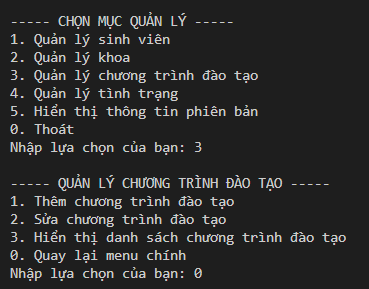 ----- CHỌN MỤC QUẢN LÝ -----
1. Quản lý sinh viên
2. Quản lý khoa
3. Quản lý chương trình đào tạo
4. Quản lý tình trạng
5. Hiển thị thông tin phiên bản
0. Thoát
Nhập lựa chọn của bạn: 3
----- QUẢN LÝ CHƯƠNG TRÌNH ĐÀO TẠO -----
1. Thêm chương trình đào tạo
2. Sửa chương trình đào tạo
3. Hiển thị danh sách chương trình đào tạo
0. Quay lại menu chính
Nhập lựa chọn của bạn: 0